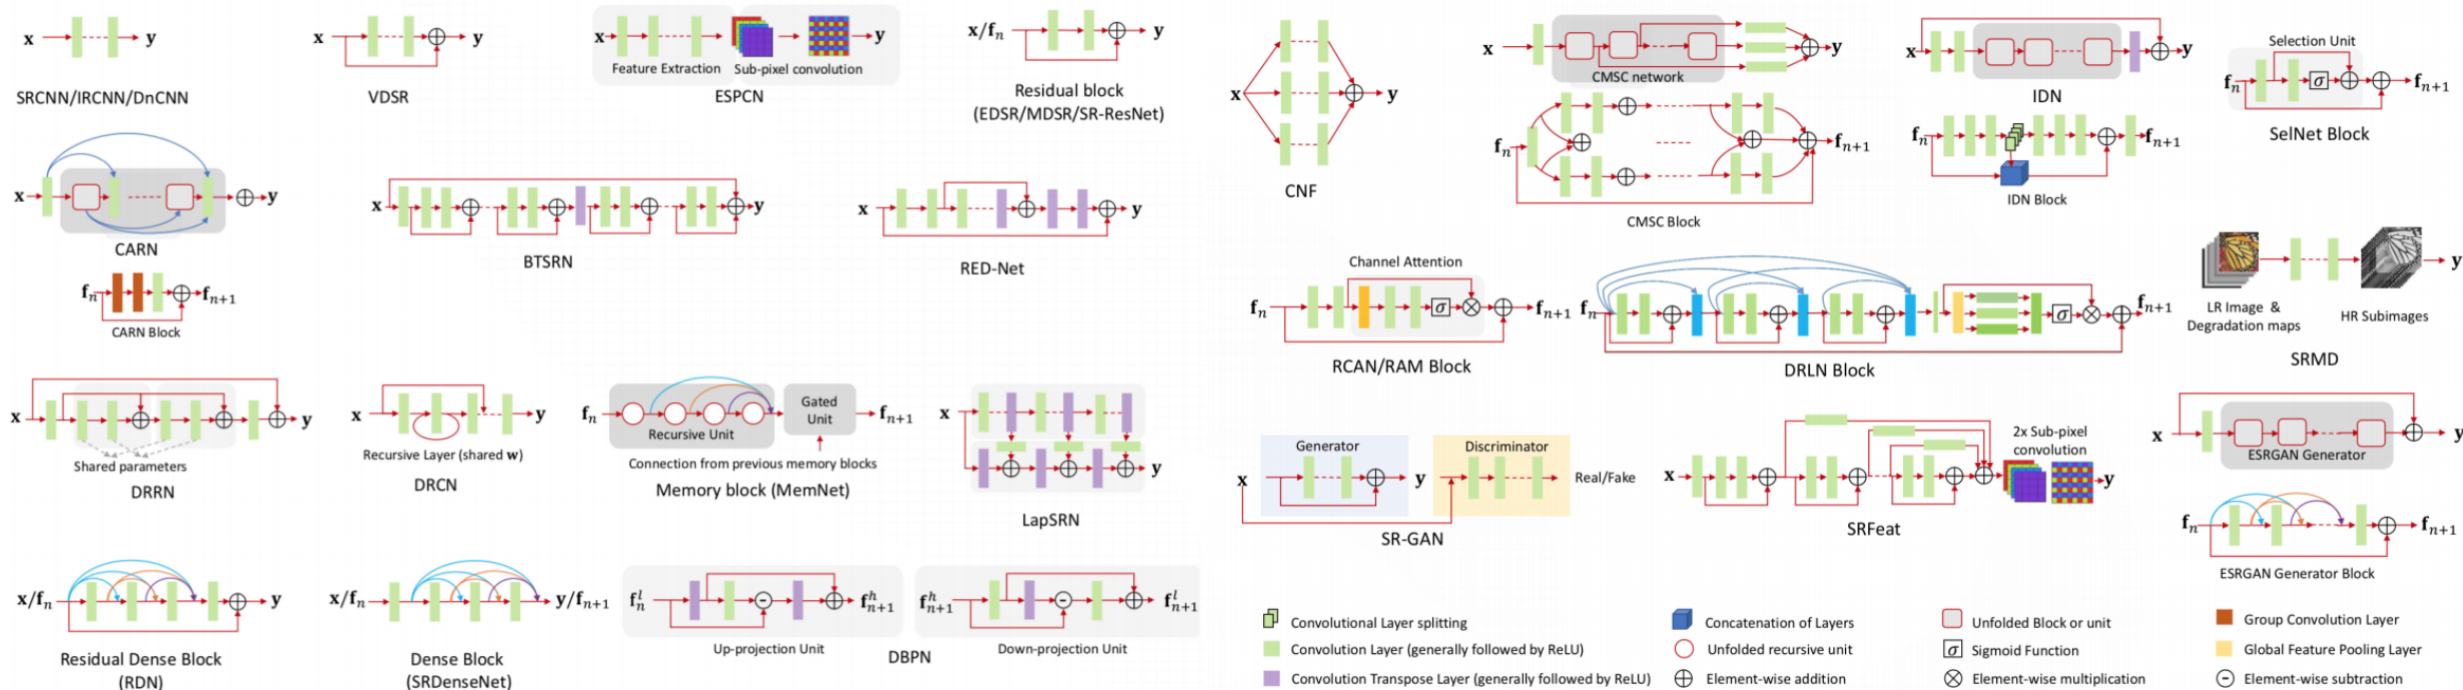 x y
SRCNN/IRCNN/DnCNN
x y
VDSR
x y
Feature Extraction
Sub-pixel convolution
ESPCN
x/fn y
Residual block
(EDSR/MDSR/SR-ResNet)
x y
CARN
fn fn+1
CARN Block
x y
BTSRN
x y
RED-Net
x y
Shared parameters
DRRN
x y
Recursive Layer (shared w)
DRCN
fn fn+1
Gated
Unit
Recursive Unit
Connection from previous memory blocks
Memory block (MemNet)
x y
LapSRN
x/fn y
Residual Dense Block
(RDN)
x/fn y/fn+1
Dense Block
(SRDenseNet)
f^l_n f^h_n+1
Up-projection Unit
f^h_n+1 f^l_n+1
Down-projection Unit
DBPN
x y
CNF
x y
CMSC network
fn fn+1
CMSC Block
x y
IDN
fn fn+1
IDN Block
Selection Unit
fn σ fn+1
SelNet Block
Channel Attention
fn σ fn+1
RCAN/RAM Block
fn σ fn+1
DRLN Block
y
LR Image &
Degradation maps
HR Subimages
SRMD
Generator
Discriminator
x y Real/Fake
SR-GAN
2x Sub-pixel
convolution
x y
SRFeat
x y
ESRGAN Generator
fn fn+1
ESRGAN Generator Block
Convolutional Layer splitting
Convolution Layer (generally followed by ReLU)
Convolution Transpose Layer (generally followed by ReLU)
Concatenation of Layers
Unfolded recursive unit
Element-wise addition
Unfolded Block or unit
σ Sigmoid Function
Element-wise multiplication
Group Convolution Layer
Global Feature Pooling Layer
Element-wise subtraction